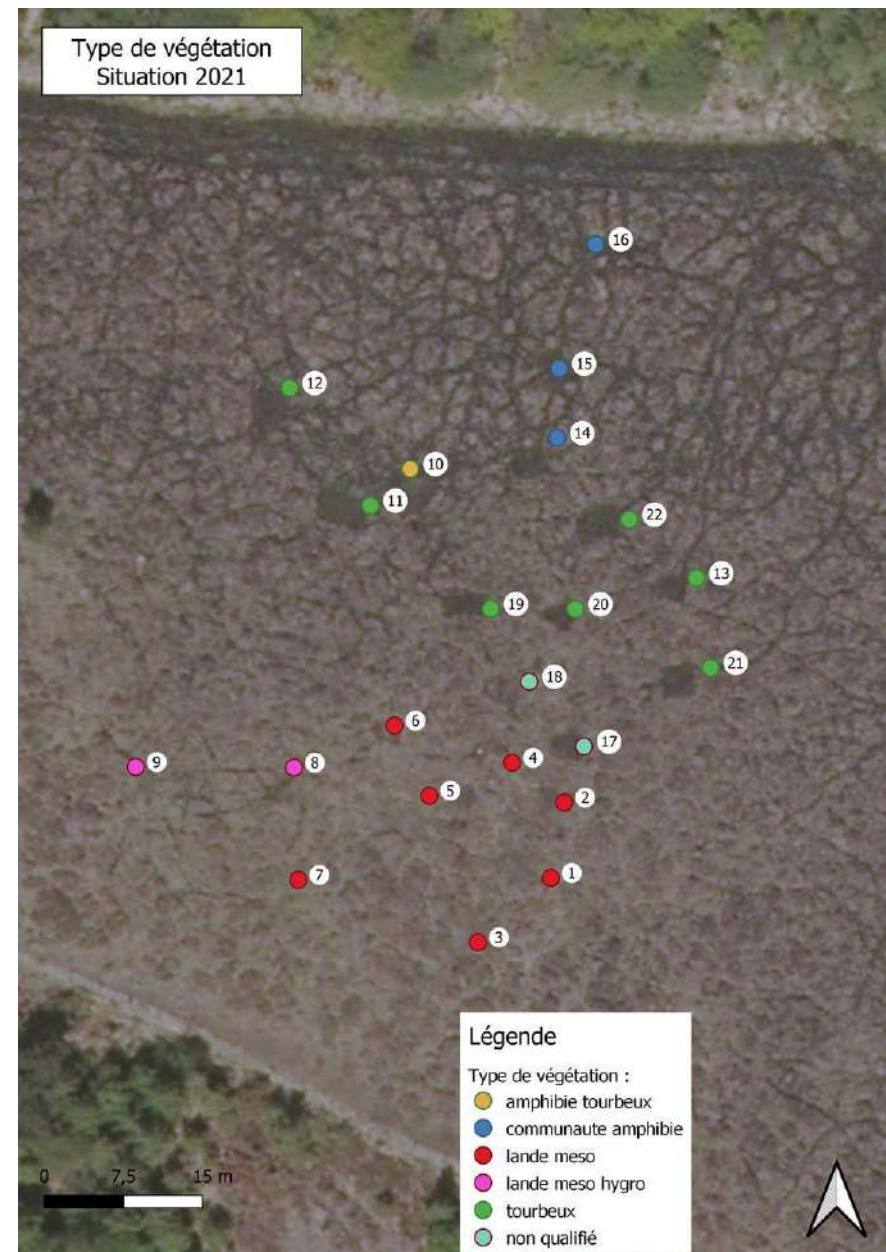 Type de végétation
Situation 2021
16
15
12
14
10
11
22
13
19
20
21
18
6
17
9
8
4
5
2
7
1
3
Légende
Type de végétation :
amphibie tourbeux
communaute amphibie
lande meso
lande meso hygro
tourbeux
non qualifié
0 7,5 15 m